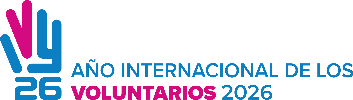 26
AÑO INTERNACIONAL DE LOS
VOLUNTARIOS 2026